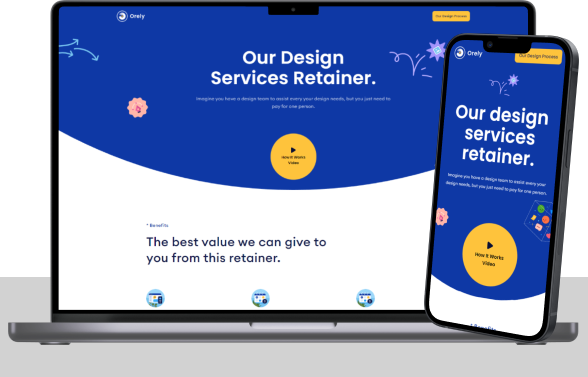 Orely
Our Design Process
Our Design
Services Retainer.
Imagine you have a design team to assist every your design needs, but you just need to
pay for one person.
How It Works
Video
* Benefits
The best value we can give to
you from this retainer.
Orely
Our Design Process
Our design
services
retainer.
Imagine you have a design team to assist every your
design needs, but you just need to pay for one person.
How It Works
Video
* Benefits